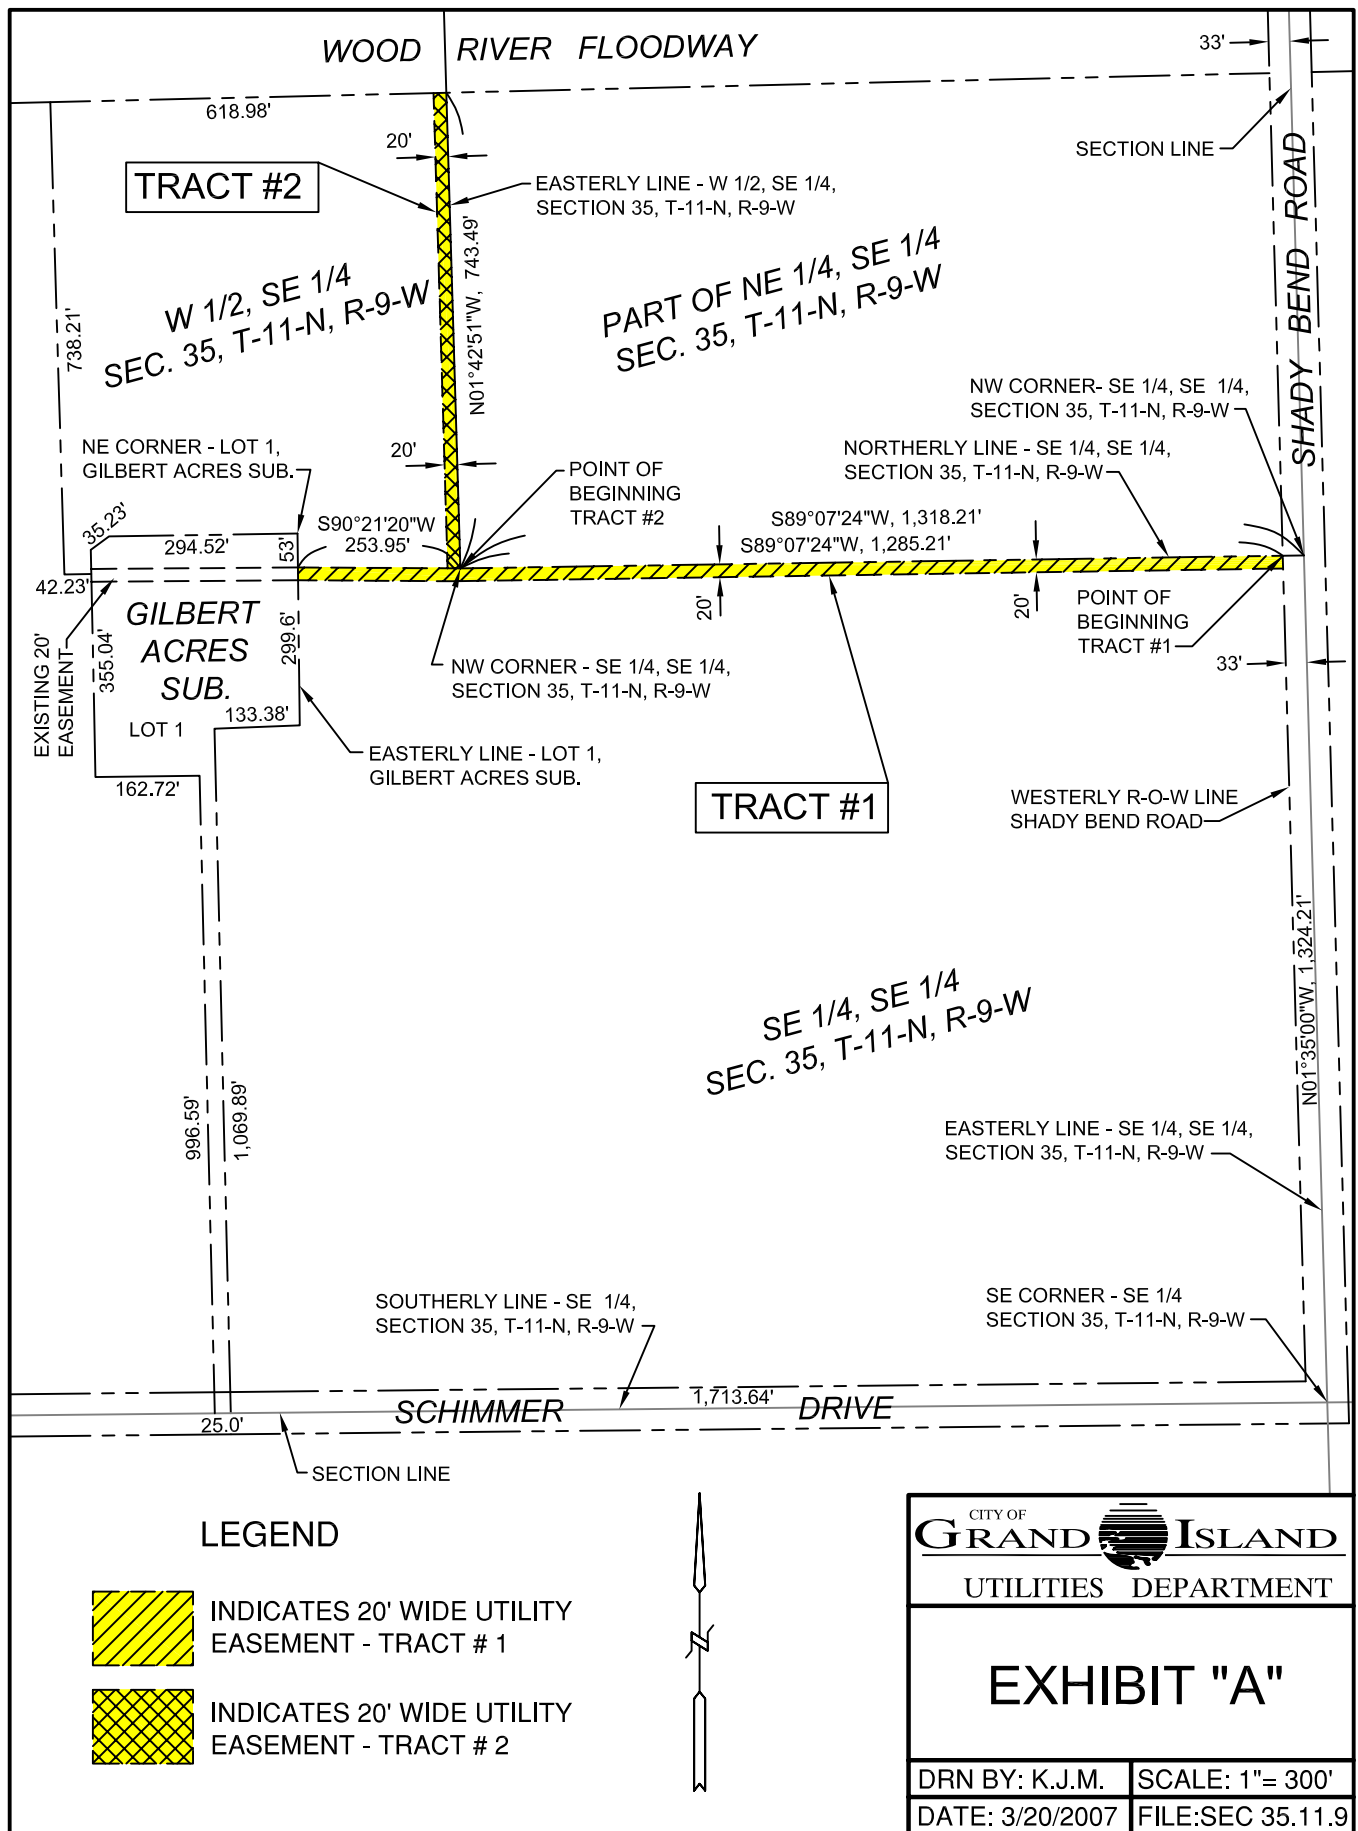 WOOD RIVER FLOODWAY
33'
618.98'
20'
SECTION LINE
TRACT #2
EASTERLY LINE - W 1/2, SE 1/4,
SECTION 35, T-11-N, R-9-W
SHADY BEND ROAD
N01°42'51"W, 743.49'
W 1/2, SE 1/4
SEC. 35, T-11-N, R-9-W
PART OF NE 1/4, SE 1/4
SEC. 35, T-11-N, R-9-W
738.21'
NW CORNER- SE 1/4, SE 1/4,
SECTION 35, T-11-N, R-9-W
NE CORNER - LOT 1,
GILBERT ACRES SUB.
20'
NORTHERLY LINE - SE 1/4, SE 1/4,
SECTION 35, T-11-N, R-9-W
POINT OF
BEGINNING
TRACT #2
35.23'
294.52'
53'
S90°21'20"W
253.95'
S89°07'24"W, 1,318.21'
S89°07'24"W, 1,285.21'
42.23'
GILBERT
ACRES
SUB.
LOT 1
355.04'
299.6'
EXISTING 20'
EASEMENT
20'
20'
POINT OF
BEGINNING
TRACT #1
33'
NW CORNER - SE 1/4, SE 1/4,
SECTION 35, T-11-N, R-9-W
133.38'
EASTERLY LINE - LOT 1,
GILBERT ACRES SUB.
162.72'
TRACT #1
WESTERLY R-O-W LINE
SHADY BEND ROAD
N01°35'00"W, 1,324.21'
SE 1/4, SE 1/4
SEC. 35, T-11-N, R-9-W
996.59'
1,069.89'
EASTERLY LINE - SE 1/4, SE 1/4,
SECTION 35, T-11-N, R-9-W
SOUTHERLY LINE - SE 1/4,
SECTION 35, T-11-N, R-9-W
SE CORNER - SE 1/4
SECTION 35, T-11-N, R-9-W
1,713.64'
SCHIMMER DRIVE
25.0'
SECTION LINE
LEGEND
INDICATES 20' WIDE UTILITY
EASEMENT - TRACT # 1
INDICATES 20' WIDE UTILITY
EASEMENT - TRACT # 2
CITY OF
GRAND ISLAND
UTILITIES DEPARTMENT
EXHIBIT "A"
DRN BY: K.J.M.
SCALE: 1"= 300'
DATE: 3/20/2007
FILE:SEC 35.11.9